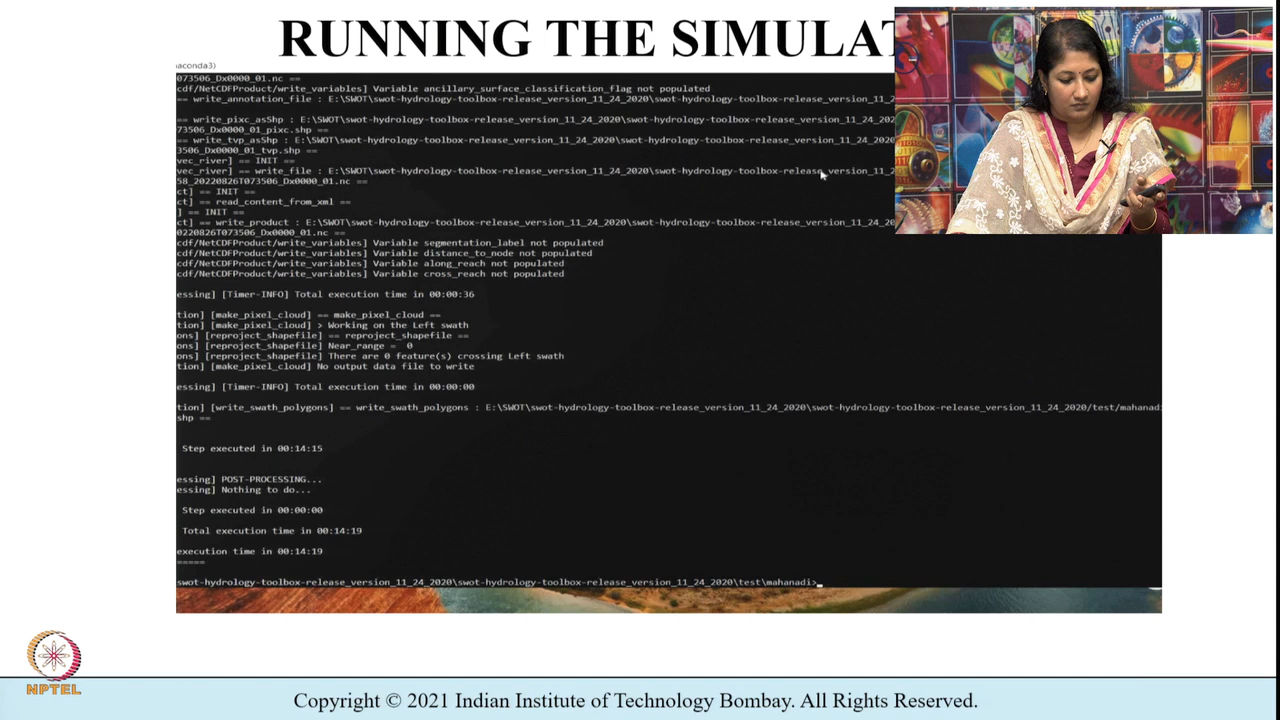 RUNNING THE SIMULAT
naconda3)
073506_Dx0000_01.nc ==
cdf/NetCDFProduct/write_variables] Variable ancillary_surface_classification_flag not populated
== write_annotation_file : E:\SWOT\swot-hydrology-toolbox-release_version_11_24_2020\swot-hydrology-toolbox-release_version_11_2
== write_pixc_asShp : E:\SWOT\swot-hydrology-toolbox-release_version_11_24_2020\swot-hydrology-toolbox-release_version_11_24_202
73506_Dx0000_01_pixc.shp ==
== write_tvp_asShp : E:\SWOT\swot-hydrology-toolbox-release_version_11_24_2020\swot-hydrology-toolbox-release_version_11_24_2020
3506_Dx0000_01_tvp.shp ==
vec_river] == INIT ==
vec_river] == write_file : E:\SWOT\swot-hydrology-toolbox-release_version_11_24_2020\swot-hydrology-toolbox-release_version_11_2
58_20220826T073506_Dx0000_01.nc ==
ct] == INIT ==
ct] == read_content_from_xml ==
] == INIT ==
ct] == write_product : E:\SWOT\swot-hydrology-toolbox-release_version_11_24_2020\swot-hydrology-toolbox-release_version_11_24_20
0220826T073506_Dx0000_01.nc ==
cdf/NetCDFProduct/write_variables] Variable segmentation_label not populated
cdf/NetCDFProduct/write_variables] Variable distance_to_node not populated
cdf/NetCDFProduct/write_variables] Variable along_reach not populated
cdf/NetCDFProduct/write_variables] Variable cross_reach not populated
essing] [Timer-INFO] Total execution time in 00:00:36
tion] [make_pixel_cloud] == make_pixel_cloud ==
tion] [make_pixel_cloud] > Working on the Left swath
ons] [reproject_shapefile] == reproject_shapefile ==
ons] [reproject_shapefile] Near_range = 0
ons] [reproject_shapefile] There are 0 feature(s) crossing Left swath
tion] [make_pixel_cloud] No output data file to write
essing] [Timer-INFO] Total execution time in 00:00:00
tion] [write_swath_polygons] == write_swath_polygons : E:\SWOT\swot-hydrology-toolbox-release_version_11_24_2020\swot-hydrology-toolbox-release_version_11_24_2020/test/mahanadi
shp ==
Step executed in 00:14:15
essing] POST-PROCESSING...
essing] Nothing to do...
Step executed in 00:00:00
Total execution time in 00:14:19
execution time in 00:14:19
=====
swot-hydrology-toolbox-release_version_11_24_2020\swot-hydrology-toolbox-release_version_11_24_2020\test\mahanadi>_
NPTEL
Copyright © 2021 Indian Institute of Technology Bombay. All Rights Reserved.